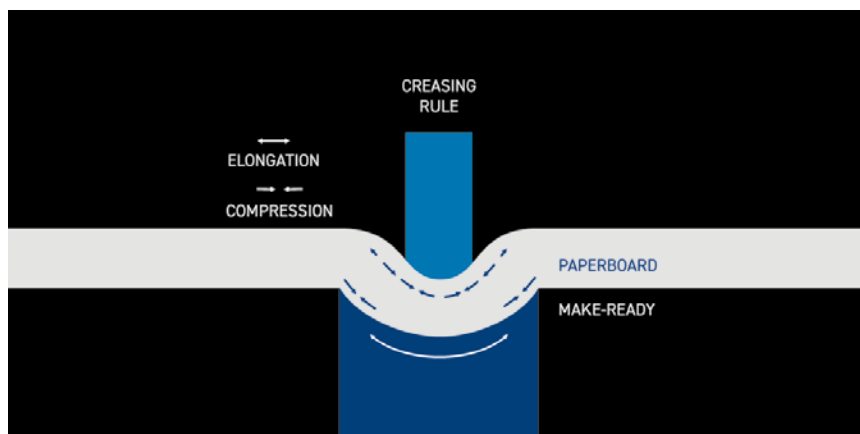 CREASING
RULE
ELONGATION
COMPRESSION
PAPERBOARD
MAKE-READY